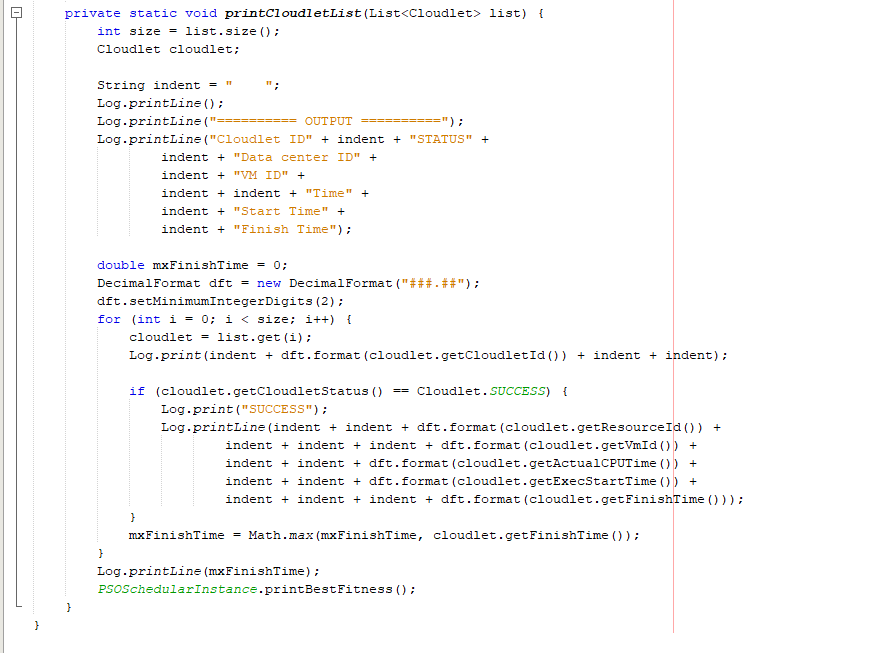 private static void printCloudletList(List<Cloudlet> list) {
int size = list.size();
Cloudlet cloudlet;
String indent = "    ";
Log.printLine();
Log.printLine("========== OUTPUT ==========");
Log.printLine("Cloudlet ID" + indent + "STATUS" +
indent + "Data center ID" +
indent + "VM ID" +
indent + indent + "Time" +
indent + "Start Time" +
indent + "Finish Time");
double mxFinishTime = 0;
DecimalFormat dft = new DecimalFormat("###.##");
dft.setMinimumIntegerDigits(2);
for (int i = 0; i < size; i++) {
cloudlet = list.get(i);
Log.print(indent + dft.format(cloudlet.getCloudletId()) + indent + indent);
if (cloudlet.getCloudletStatus() == Cloudlet.SUCCESS) {
Log.print("SUCCESS");
Log.printLine(indent + indent + dft.format(cloudlet.getResourceId()) +
indent + indent + indent + dft.format(cloudlet.getVmId()) +
indent + indent + dft.format(cloudlet.getActualCPUTime()) +
indent + indent + dft.format(cloudlet.getExecStartTime()) +
indent + indent + indent + dft.format(cloudlet.getFinishTime()));
}
mxFinishTime = Math.max(mxFinishTime, cloudlet.getFinishTime());
}
Log.printLine(mxFinishTime);
PSOSchedularInstance.printBestFitness();
}
}